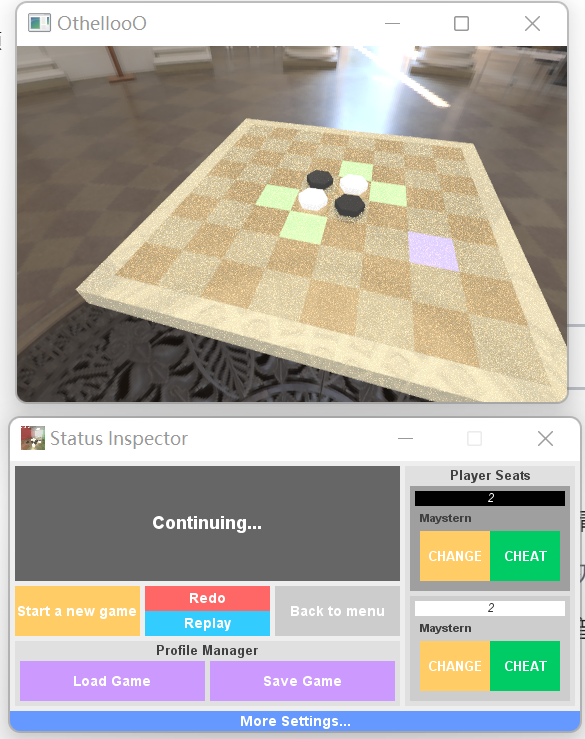 OthellooO
Status Inspector
Continuing...
Start a new game
Redo
Replay
Back to menu
Profile Manager
Load Game
Save Game
Player Seats
2
Maystern
CHANGE
CHEAT
2
Maystern
CHANGE
CHEAT
More Settings...